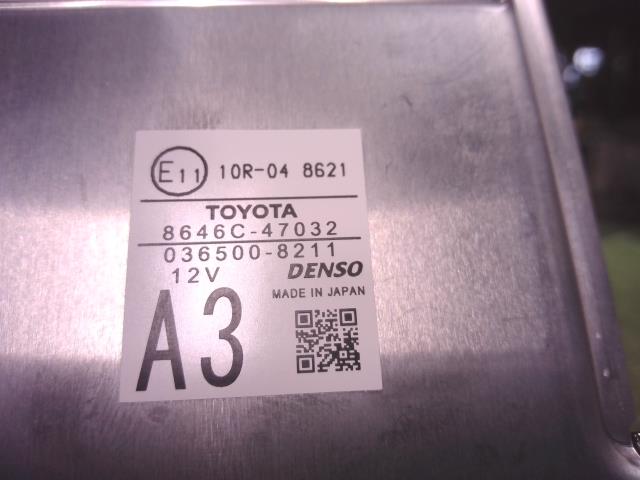 E11 10R-04 8621
TOYOTA
8646C-47032
036500-8211
12V DENSO
MADE IN JAPAN
A3